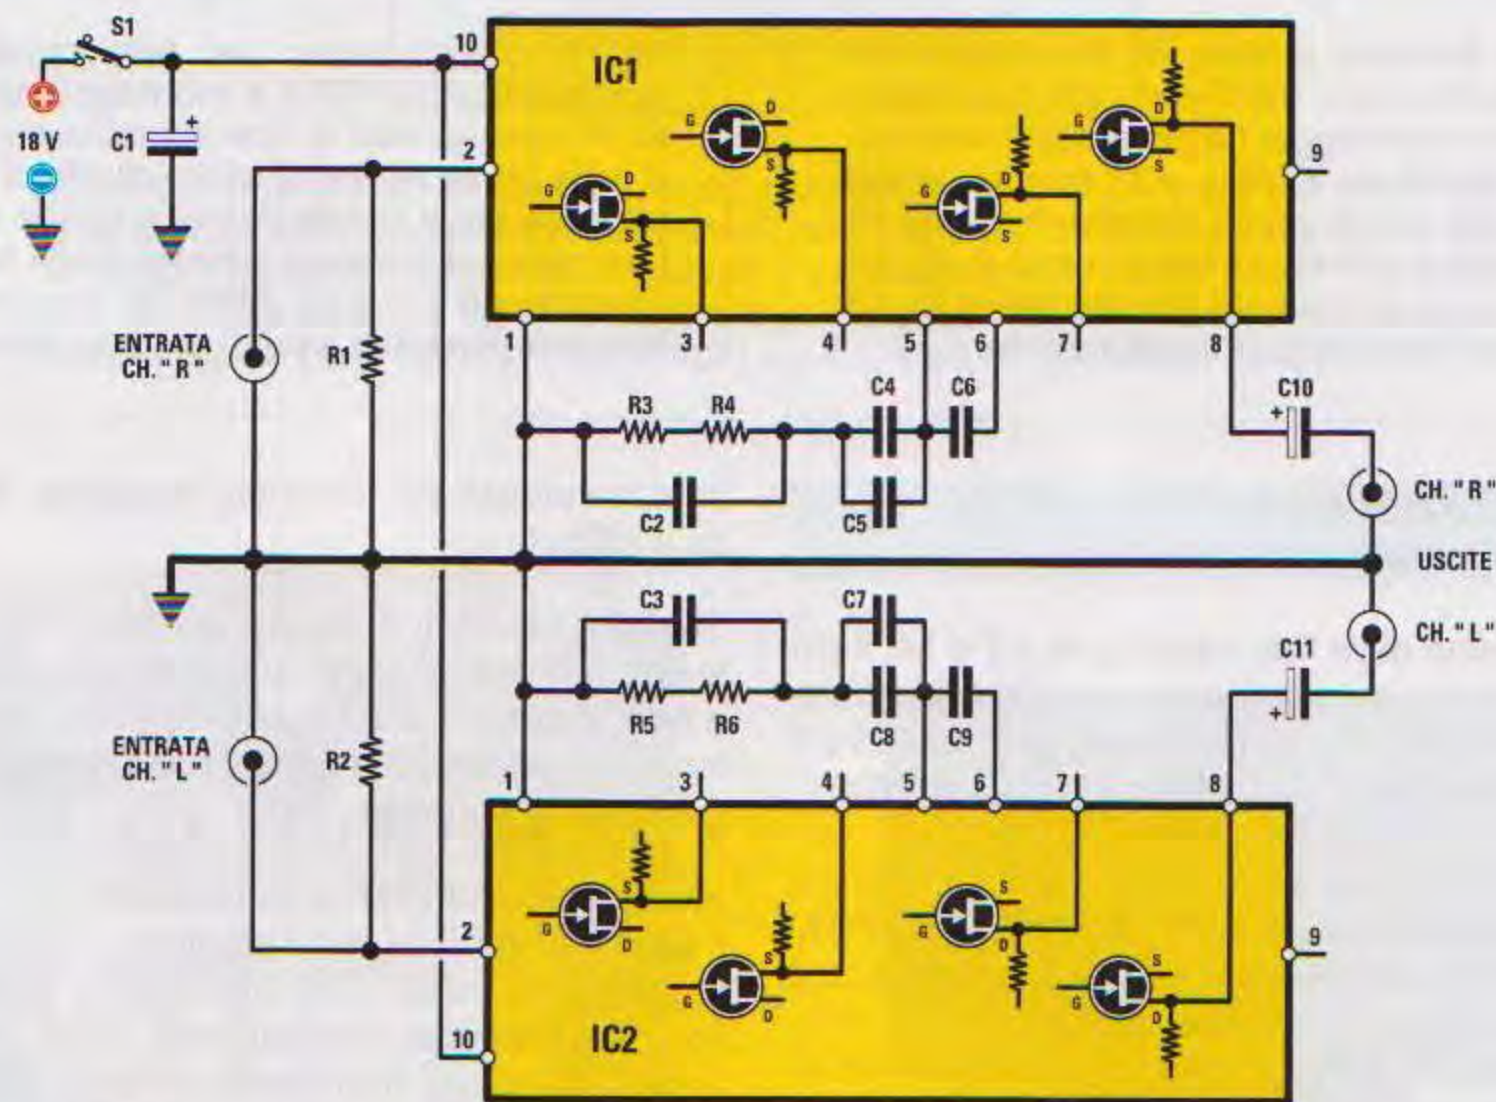 S1
10
IC1
18 V
C1
+
2
9
G
D
S
G
D
S
G
D
S
G
D
S
ENTRATA
CH. "R"
R1
1
3
4
5
6
7
8
R3
R4
C4
C6
C10
+
C2
C5
CH. "R"
USCITE
C3
C7
CH. "L"
C11
+
R5
R6
C8
C9
ENTRATA
CH. "L"
R2
1
3
4
5
6
7
8
2
9
S
G
D
S
G
D
S
G
D
S
G
D
10
IC2